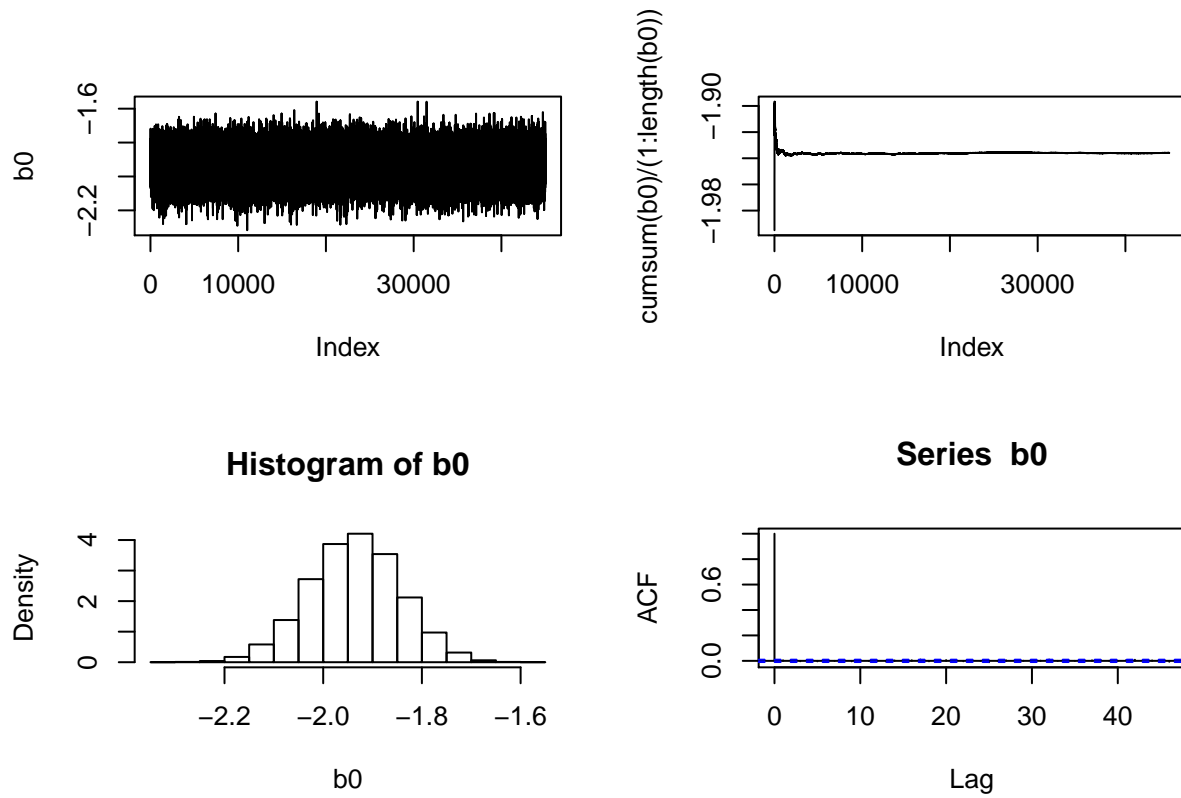 b0
−1.6
−2.2
0 10000 30000
Index
cumsum(b0)/(1:length(b0))
−1.90
−1.98
0 10000 30000
Index
Histogram of b0
Density
4
2
0
−2.2 −2.0 −1.8 −1.6
b0
Series b0
ACF
0.6
0.0
0 10 20 30 40
Lag